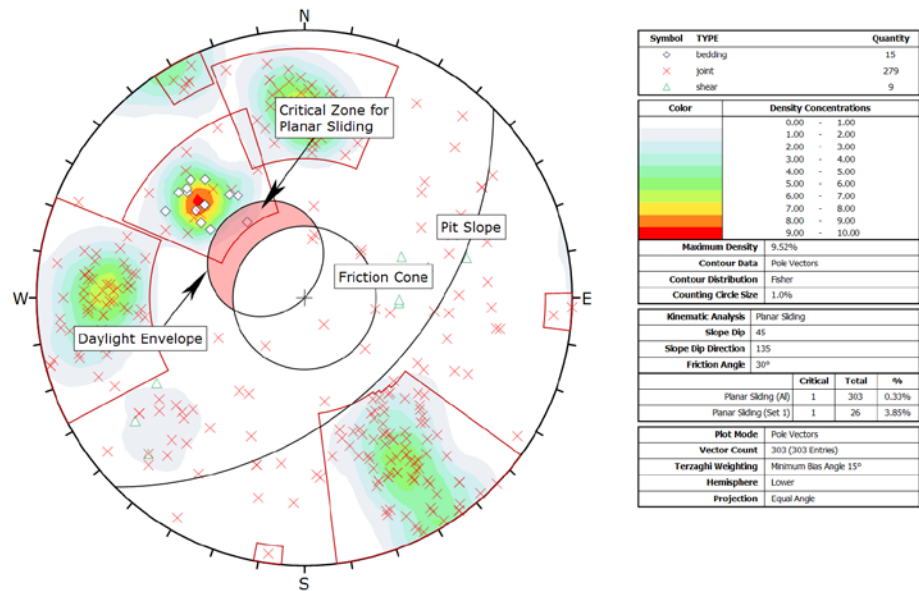 N
Critical Zone for
Planar Sliding
Pit Slope
W
Friction Cone
E
Daylight Envelope
S
Symbol TYPE Quantity
bedding 15
joint 279
shear 9
Color Density Concentrations
0.00 - 1.00
1.00 - 2.00
2.00 - 3.00
3.00 - 4.00
4.00 - 5.00
5.00 - 6.00
6.00 - 7.00
7.00 - 8.00
8.00 - 9.00
9.00 - 10.00
Maximum Density 9.52%
Contour Data Pole Vectors
Contour Distribution Fisher
Counting Circle Size 1.0%
Kinematic Analysis Planar Sliding
Slope Dip 45
Slope Dip Direction 135
Friction Angle 30°
Critical Total %
Planar Sliding (All) 1 303 0.33%
Planar Sliding (Set 1) 1 26 3.85%
Plot Mode Pole Vectors
Vector Count 303 (303 Entries)
Terzaghi Weighting Minimum Bias Angle 15°
Hemisphere Lower
Projection Equal Angle